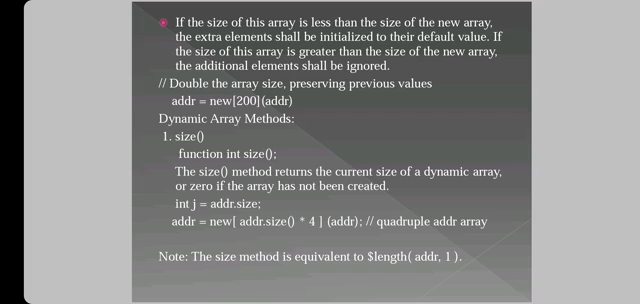 If the size of this array is less than the size of the new array,
the extra elements shall be initialized to their default value. If
the size of this array is greater than the size of the new array,
the additional elements shall be ignored.
// Double the array size, preserving previous values
addr = new[200](addr)
Dynamic Array Methods:
1. size()
function int size();
The size() method returns the current size of a dynamic array,
or zero if the array has not been created.
int j = addr.size;
addr = new[ addr.size() * 4 ] (addr); // quadruple addr array
Note: The size method is equivalent to $length( addr, 1 ).